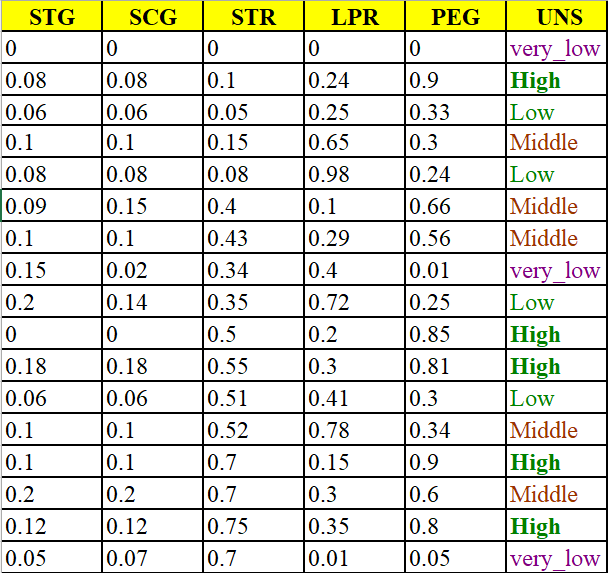 STG SCG STR LPR PEG UNS
0 0 0 0 0 very_low
0.08 0.08 0.1 0.24 0.9 High
0.06 0.06 0.05 0.25 0.33 Low
0.1 0.1 0.15 0.65 0.3 Middle
0.08 0.08 0.08 0.98 0.24 Low
0.09 0.15 0.4 0.1 0.66 Middle
0.1 0.1 0.43 0.29 0.56 Middle
0.15 0.02 0.34 0.4 0.01 very_low
0.2 0.14 0.35 0.72 0.25 Low
0 0 0.5 0.2 0.85 High
0.18 0.18 0.55 0.3 0.81 High
0.06 0.06 0.51 0.41 0.3 Low
0.1 0.1 0.52 0.78 0.34 Middle
0.1 0.1 0.7 0.15 0.9 High
0.2 0.2 0.7 0.3 0.6 Middle
0.12 0.12 0.75 0.35 0.8 High
0.05 0.07 0.7 0.01 0.05 very_low